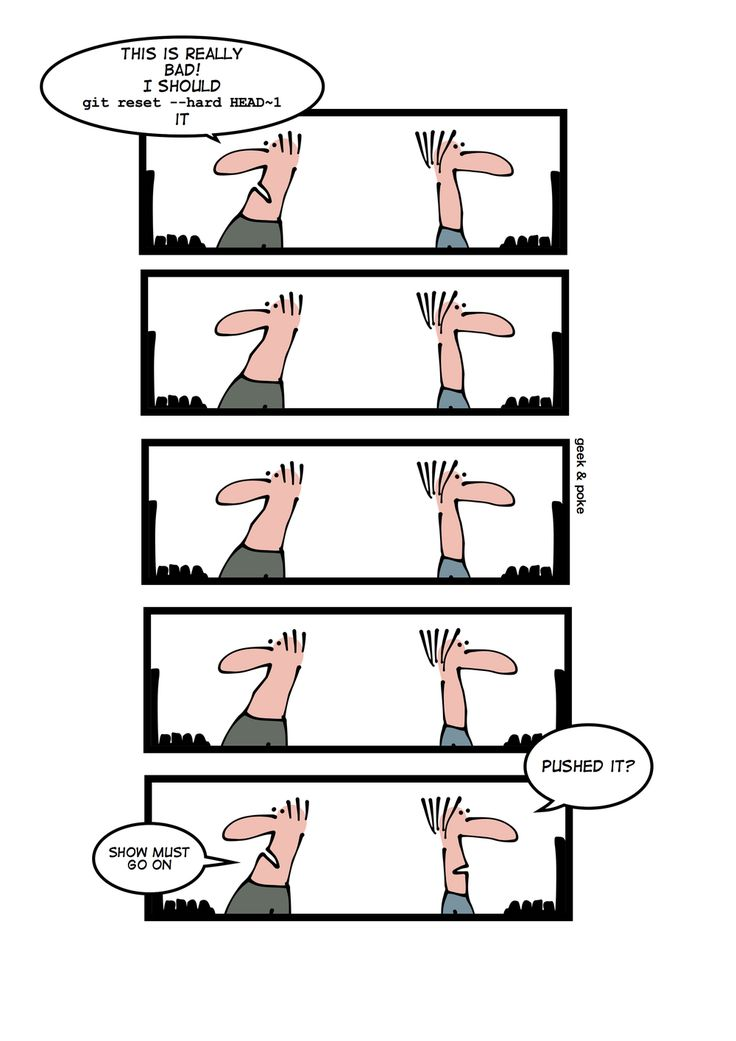 THIS IS REALLY
BAD!
I SHOULD
git reset --hard HEAD~1
IT
geek & poke
PUSHED IT?
SHOW MUST
GO ON